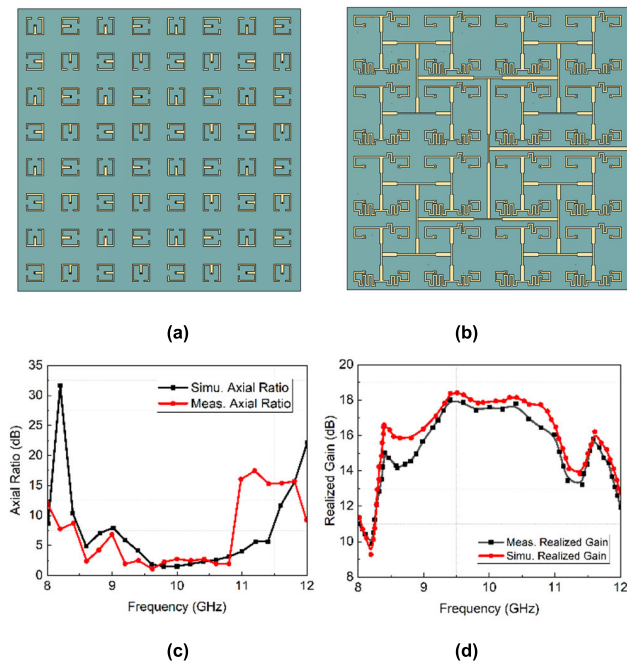 (a)
(b)
35
30
25
20
15
10
5
0
Axial Ratio (dB)
Simu. Axial Ratio
Meas. Axial Ratio
8
9
10
11
12
Frequency (GHz)
20
18
16
14
12
10
8
Realized Gain (dB)
Meas. Realized Gain
Simu. Realized Gain
8
9
10
11
12
Frequency (GHz)
(c)
(d)